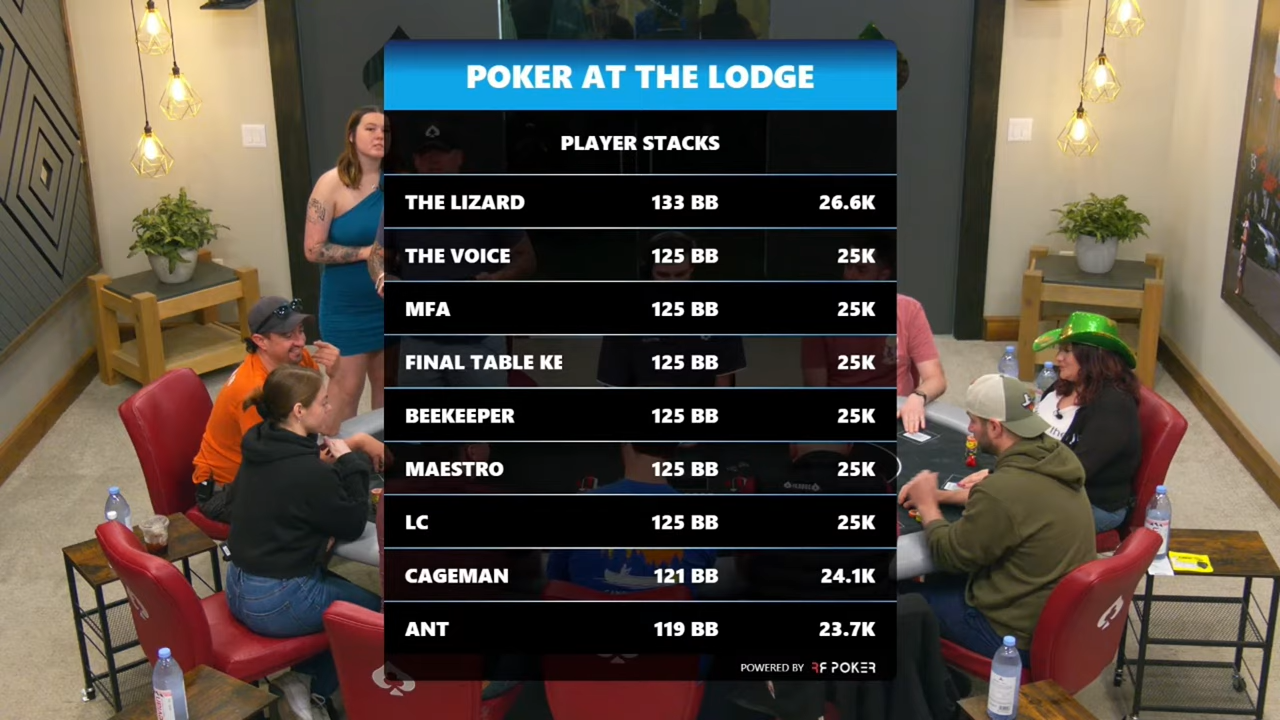 POKER AT THE LODGE
PLAYER STACKS
THE LIZARD 133 BB 26.6K
THE VOICE 125 BB 25K
MFA 125 BB 25K
FINAL TABLE KE 125 BB 25K
BEEKEEPER 125 BB 25K
MAESTRO 125 BB 25K
LC 125 BB 25K
CAGEMAN 121 BB 24.1K
ANT 119 BB 23.7K
POWERED BY RF POKER